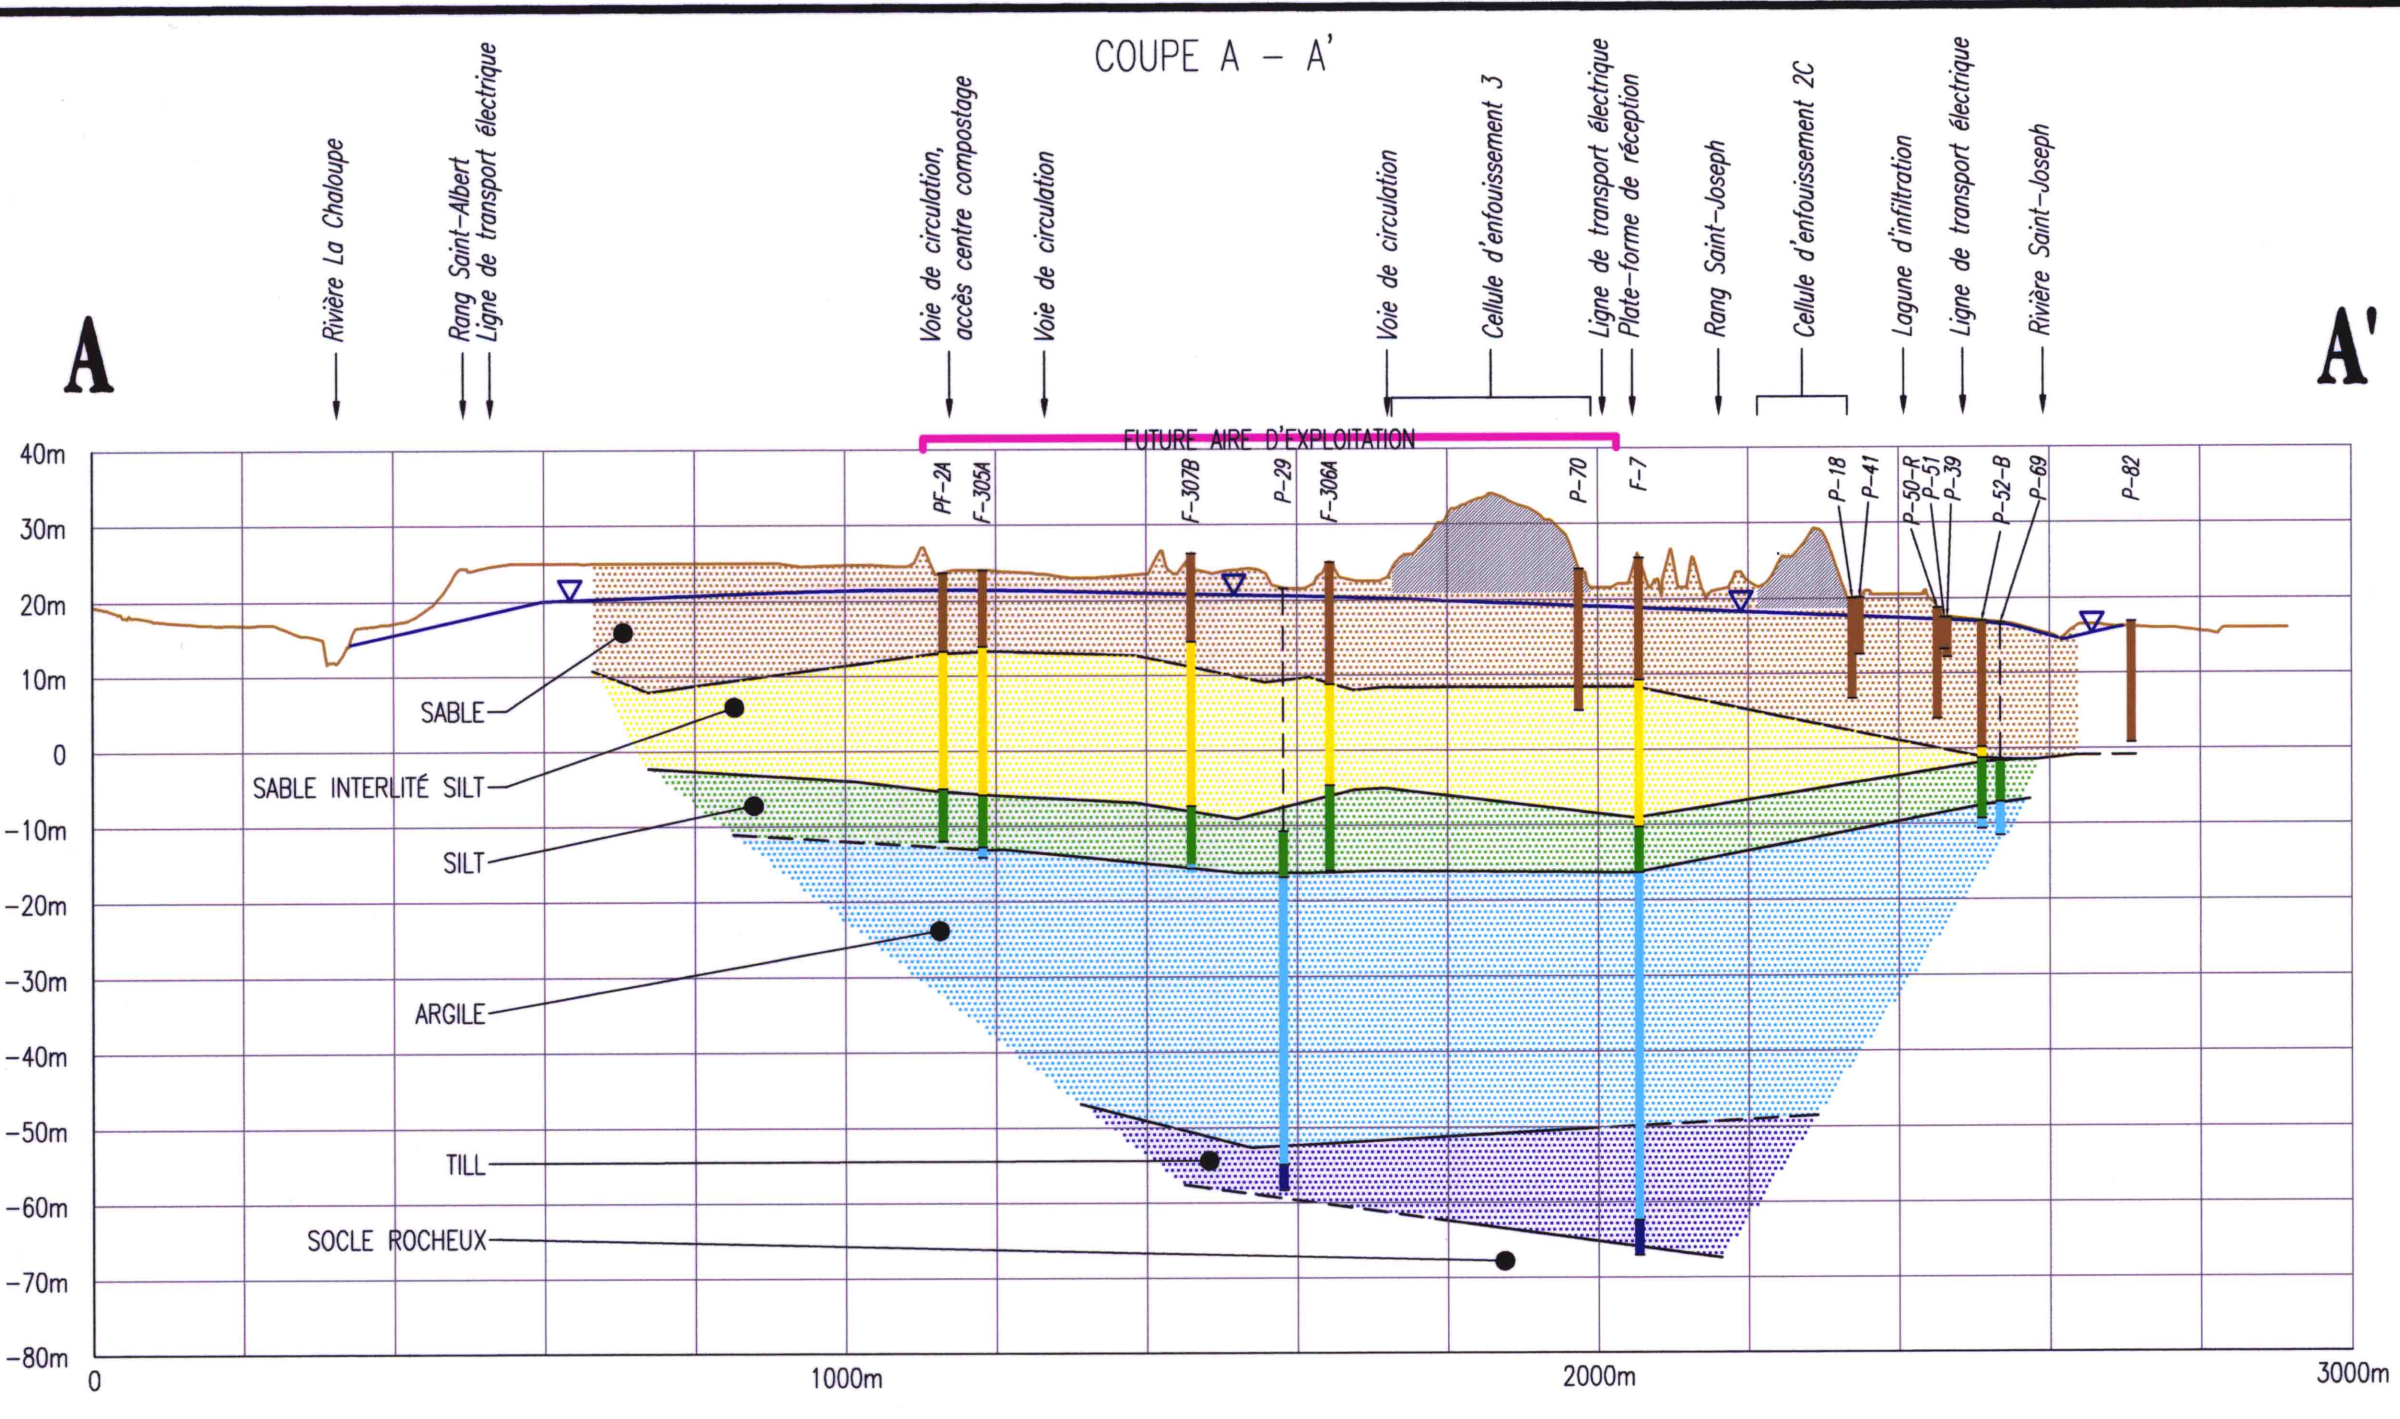 COUPE A – A'
Rivière La Chaloupe
Rang Saint-Albert
Ligne de transport électrique
Voie de circulation,
accès centre compostage
Voie de circulation
Voie de circulation
Cellule d'enfouissement 3
Ligne de transport électrique
Plate-forme de réception
Rang Saint-Joseph
Cellule d'enfouissement 2C
Lagune d'infiltration
Ligne de transport électrique
Rivière Saint-Joseph
A
A'
FUTURE AIRE D'EXPLOITATION
PF-2A
F-305A
F-307B
P-29
F-306A
P-70
F-7
P-18
P-41
P-50-R
P-51
P-39
P-52-B
P-69
P-82
40m
30m
20m
10m
0
-10m
-20m
-30m
-40m
-50m
-60m
-70m
-80m
SABLE
SABLE INTERLITÉ SILT
SILT
ARGILE
TILL
SOCLE ROCHEUX
0
1000m
2000m
3000m